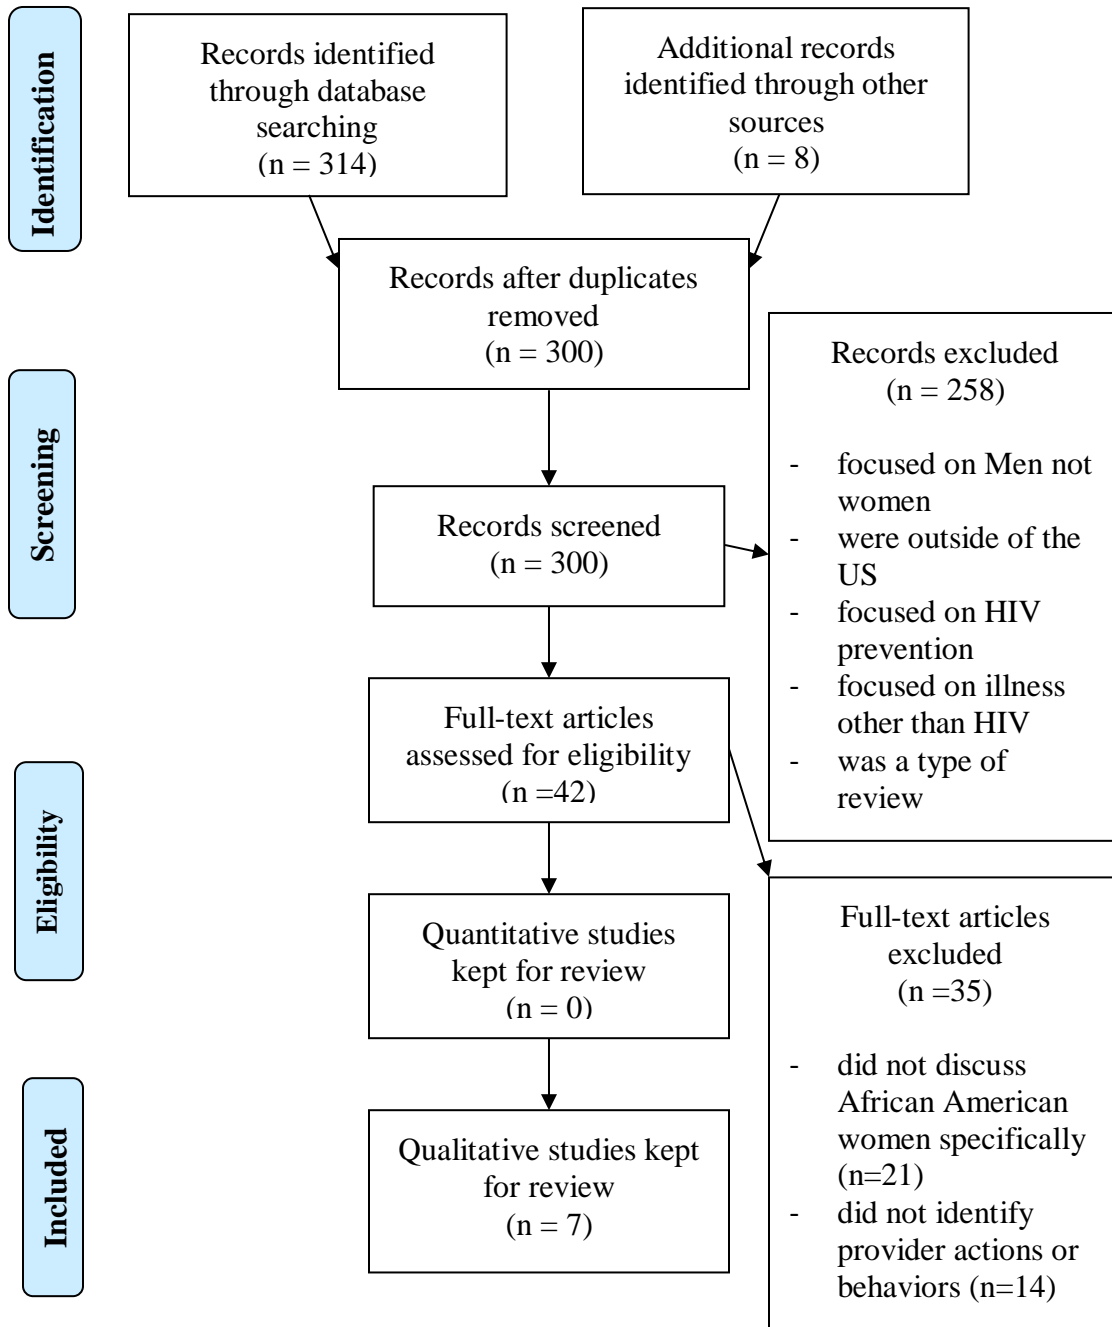 Identification
Records identified
through database
searching
(n = 314)
Additional records
identified through other
sources
(n = 8)
Records after duplicates
removed
(n = 300)
Screening
Records screened
(n = 300)
Records excluded
(n = 258)
- focused on Men not
women
- were outside of the
US
- focused on HIV
prevention
- focused on illness
other than HIV
- was a type of
review
Eligibility
Full-text articles
assessed for eligibility
(n =42)
Full-text articles
excluded
(n =35)
- did not discuss
African American
women specifically
(n=21)
- did not identify
provider actions or
behaviors (n=14)
Quantitative studies
kept for review
(n = 0)
Included
Qualitative studies kept
for review
(n = 7)